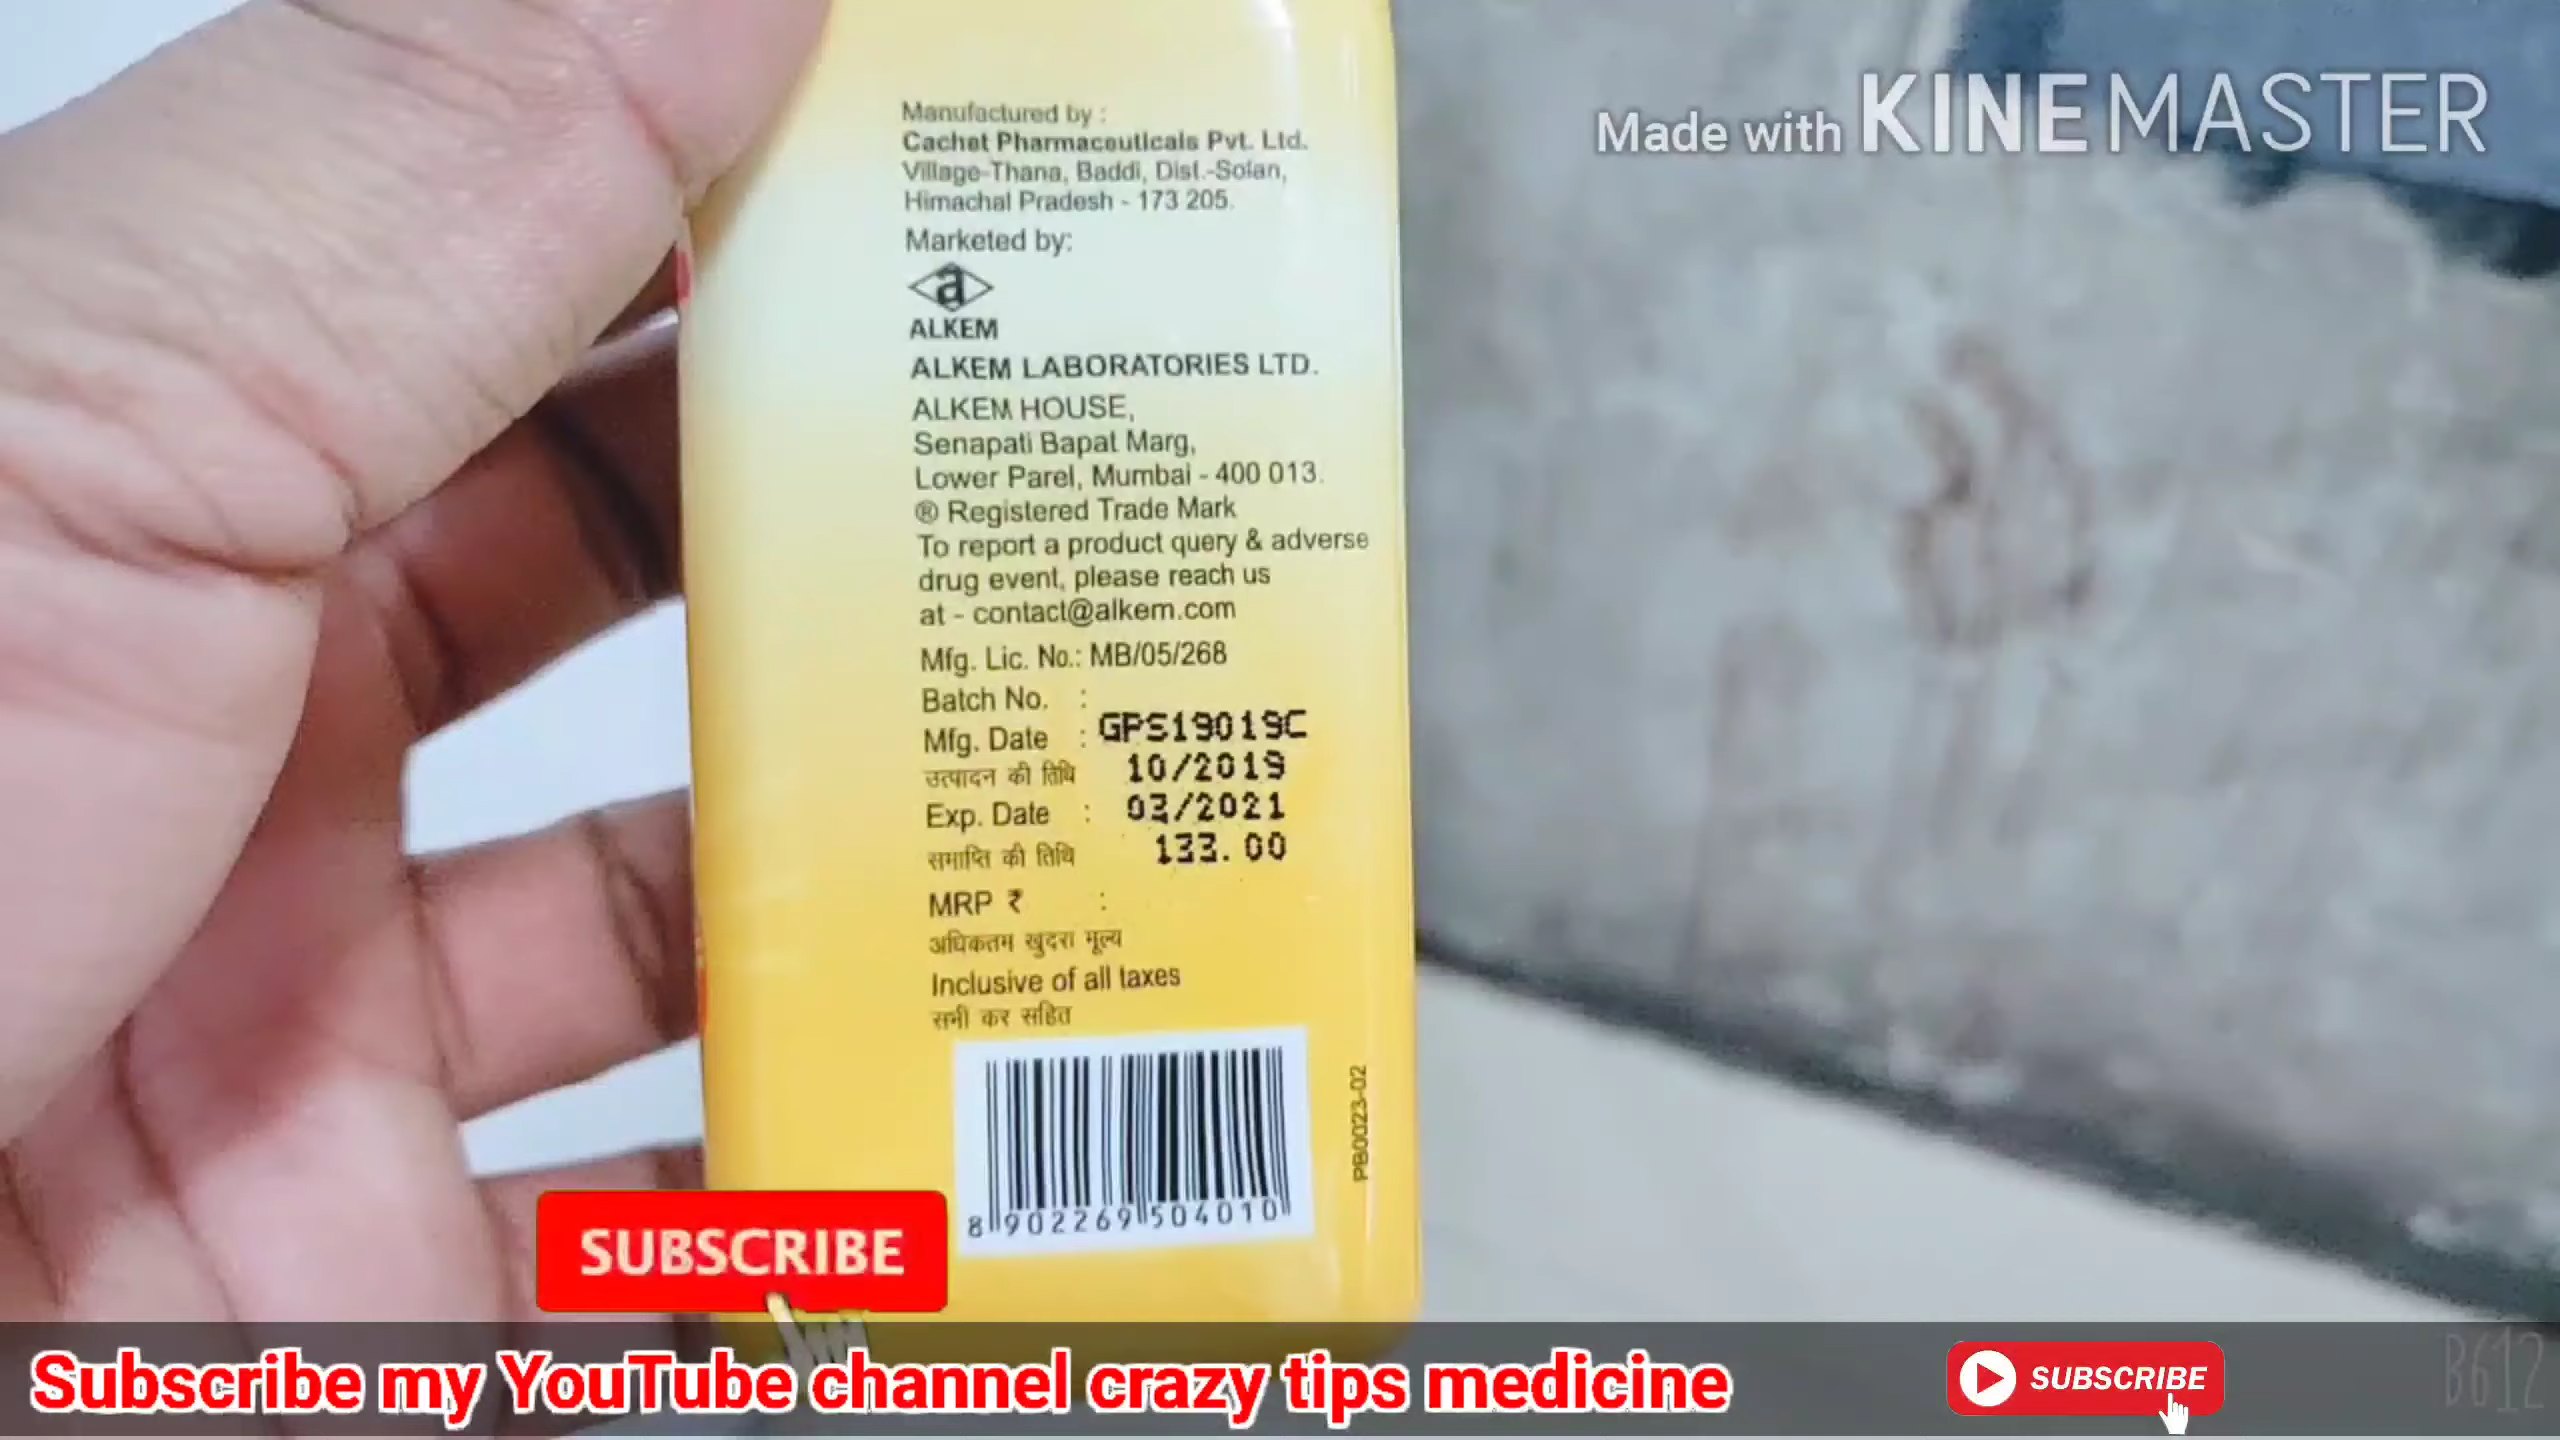 Made with KINEMASTER
Manufactured by :
Cachet Pharmaceuticals Pvt. Ltd.
Village-Thana, Baddi, Dist.-Solan,
Himachal Pradesh - 173 205.
Marketed by:
a
ALKEM
ALKEM LABORATORIES LTD.
ALKEM HOUSE,
Senapati Bapat Marg,
Lower Parel, Mumbai - 400 013.
® Registered Trade Mark
To report a product query & adverse
drug event, please reach us
at - contact@alkem.com
Mfg. Lic. No.: MB/05/268
Batch No. :
Mfg. Date : GPS19019C
उत्पादन की तिथि 10/2019
Exp. Date : 03/2021
समाप्ति की तिथि 133.00
MRP ₹ :
अधिकतम खुदरा मूल्य
Inclusive of all taxes
सभी कर सहित
8 902269 504010
PB0023-02
SUBSCRIBE
Subscribe my YouTube channel crazy tips medicine
SUBSCRIBE
B612